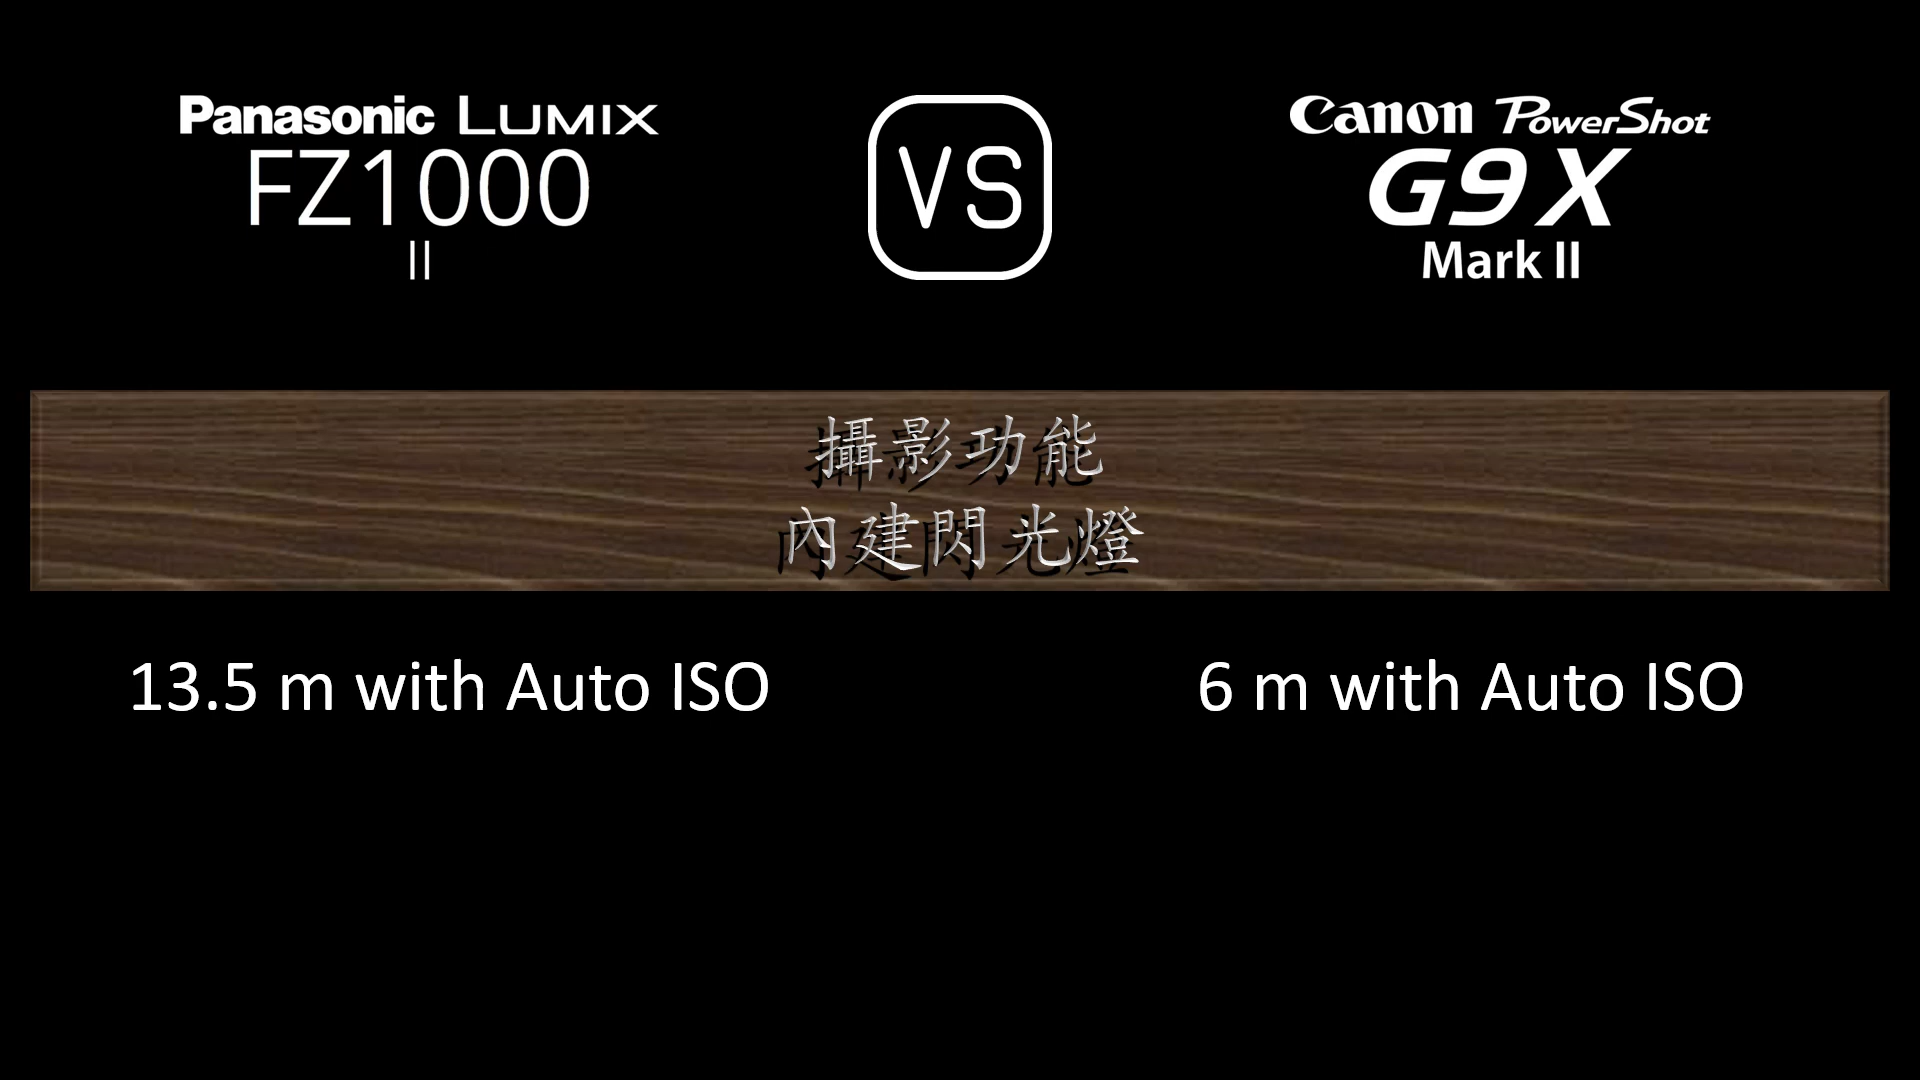 Panasonic LUMIX
FZ1000
II
VS
Canon PowerShot
G9 X
Mark II
攝影功能
內建閃光燈
13.5 m with Auto ISO
6 m with Auto ISO